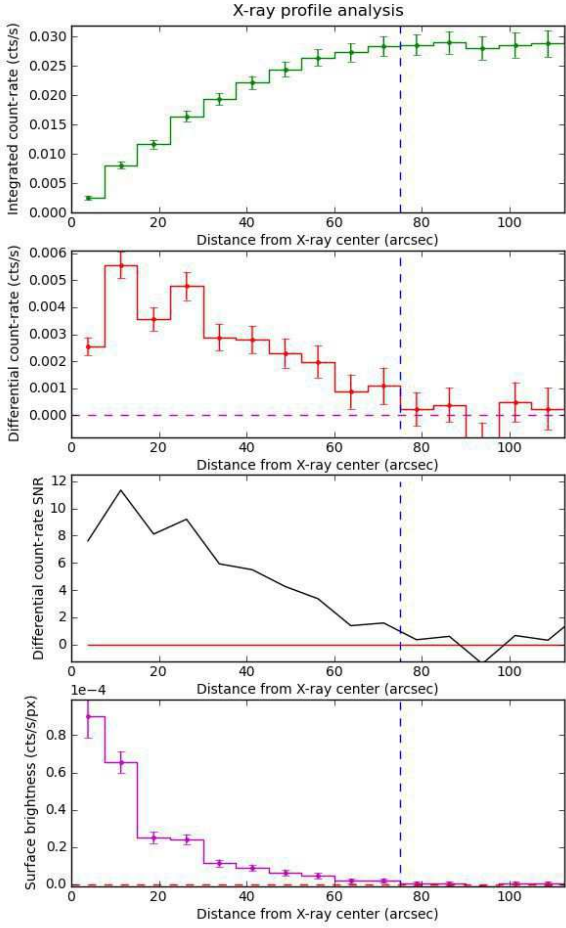 X-ray profile analysis
Integrated count-rate (cts/s)
0.030
0.025
0.020
0.015
0.010
0.005
0.000
0 20 40 60 80 100
Distance from X-ray center (arcsec)
Differential count-rate (cts/s)
0.006
0.005
0.004
0.003
0.002
0.001
0.000
0 20 40 60 80 100
Distance from X-ray center (arcsec)
Differential count-rate SNR
12
10
8
6
4
2
0
0 20 40 60 80 100
Distance from X-ray center (arcsec)
1e−4
Surface brightness (cts/s/px)
0.8
0.6
0.4
0.2
0.0
0 20 40 60 80 100
Distance from X-ray center (arcsec)